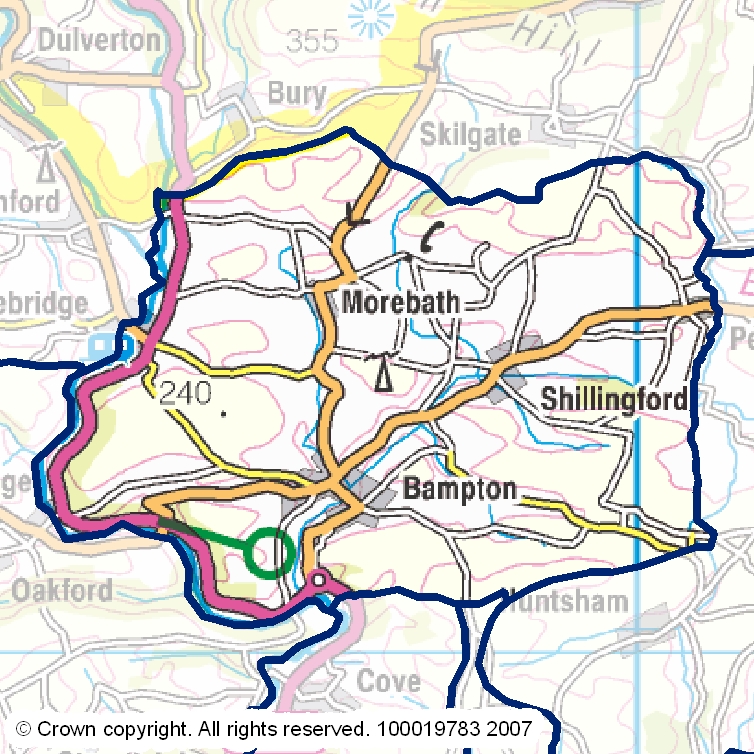 Dulverton
355
Hill
Bury
Skilgate
nford
ebridge
Morebath
Pe
240
Shillingford
ge
Bampton
Oakford
Huntsham
Cove
© Crown copyright. All rights reserved. 100019783 2007